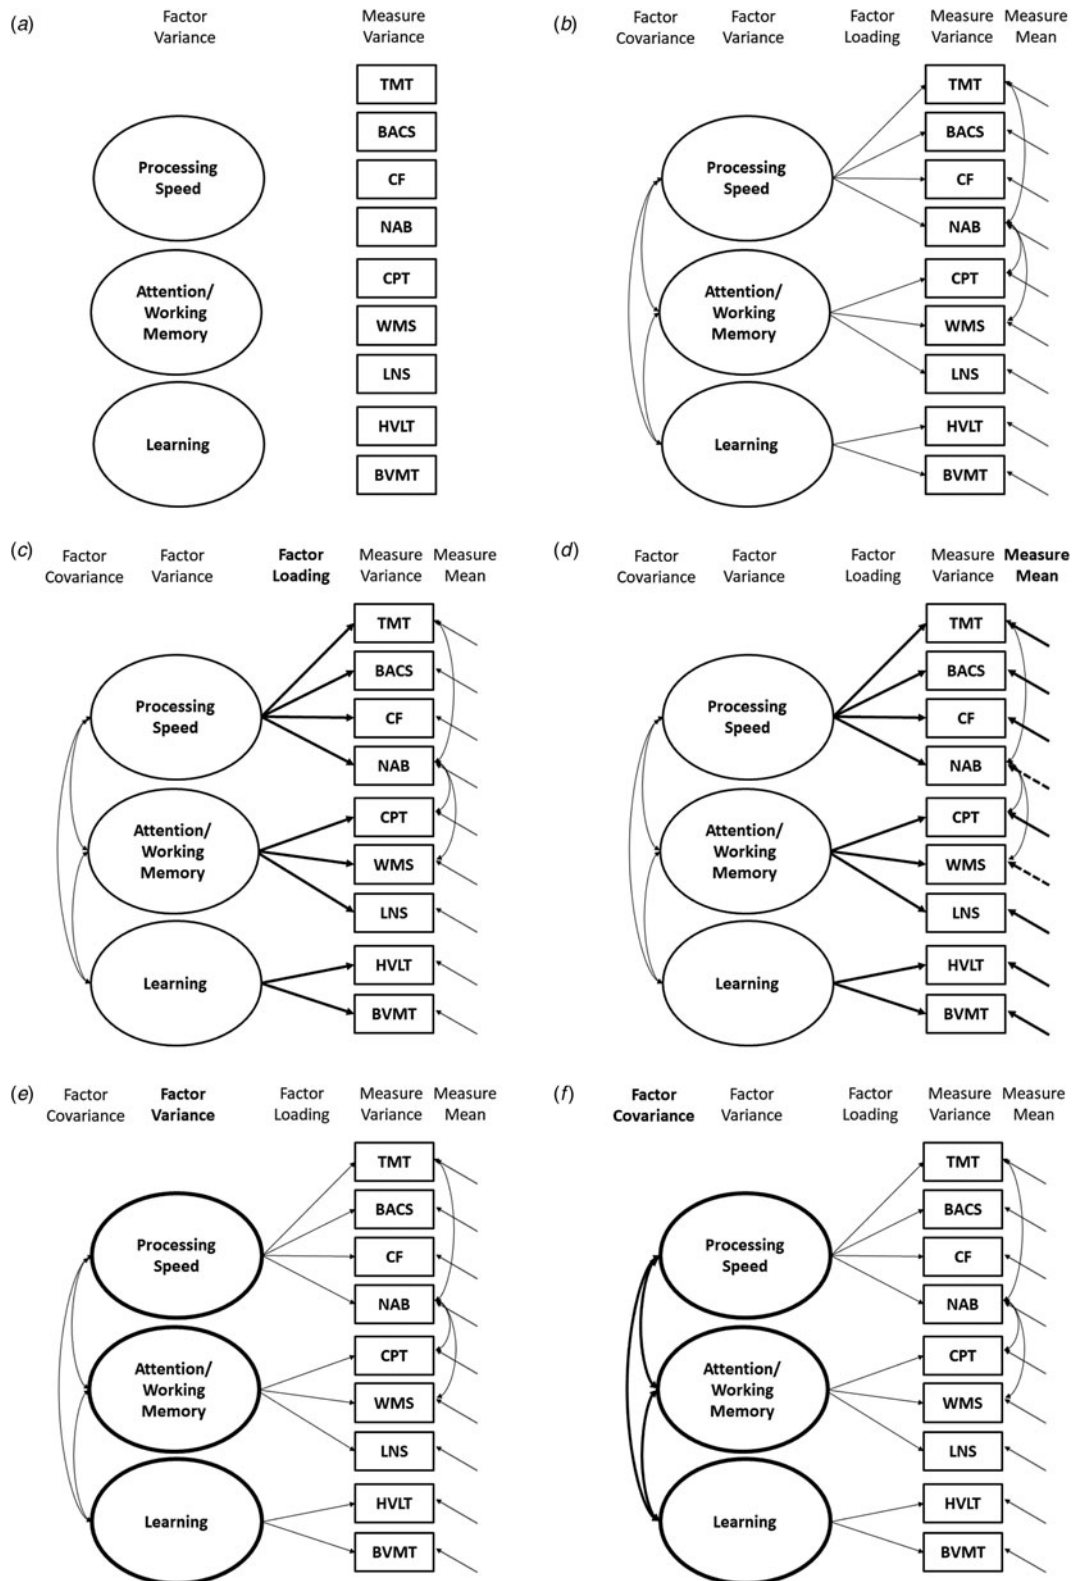 (a)
Factor
Variance
Measure
Variance
TMT
BACS
CF
NAB
CPT
WMS
LNS
HVLT
BVMT
Processing
Speed
Attention/
Working
Memory
Learning
(b)
Factor
Covariance
Factor
Variance
Factor
Loading
Measure
Variance
Measure
Mean
TMT
BACS
CF
NAB
CPT
WMS
LNS
HVLT
BVMT
Processing
Speed
Attention/
Working
Memory
Learning
(c)
Factor
Covariance
Factor
Variance
Factor
Loading
Measure
Variance
Measure
Mean
TMT
BACS
CF
NAB
CPT
WMS
LNS
HVLT
BVMT
Processing
Speed
Attention/
Working
Memory
Learning
(d)
Factor
Covariance
Factor
Variance
Factor
Loading
Measure
Variance
Measure
Mean
TMT
BACS
CF
NAB
CPT
WMS
LNS
HVLT
BVMT
Processing
Speed
Attention/
Working
Memory
Learning
(e)
Factor
Covariance
Factor
Variance
Factor
Loading
Measure
Variance
Measure
Mean
TMT
BACS
CF
NAB
CPT
WMS
LNS
HVLT
BVMT
Processing
Speed
Attention/
Working
Memory
Learning
(f)
Factor
Covariance
Factor
Variance
Factor
Loading
Measure
Variance
Measure
Mean
TMT
BACS
CF
NAB
CPT
WMS
LNS
HVLT
BVMT
Processing
Speed
Attention/
Working
Memory
Learning